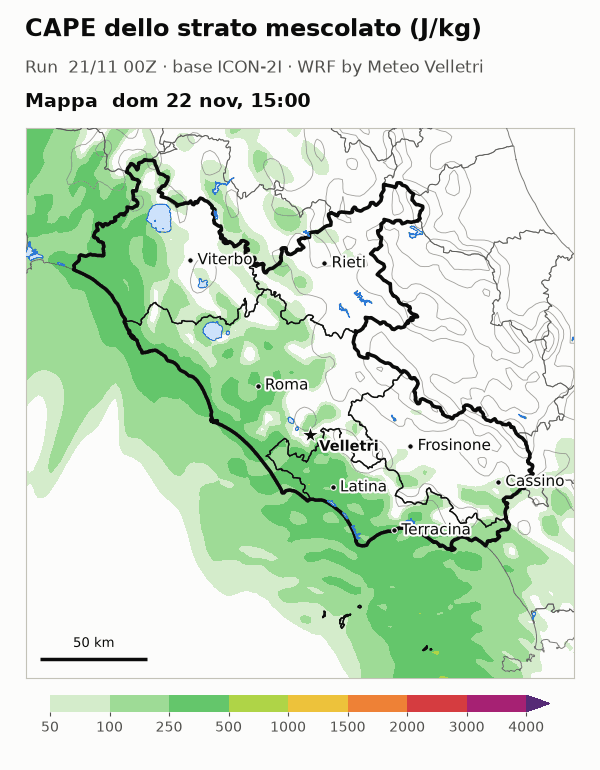 CAPE dello strato mescolato (J/kg)
Run  21/11 00Z · base ICON-2I · WRF by Meteo Velletri
Mappa  dom 22 nov, 15:00
Viterbo
Rieti
Roma
Velletri
Frosinone
Cassino
Latina
Terracina
50 km
50 100 250 500 1000 1500 2000 3000 4000